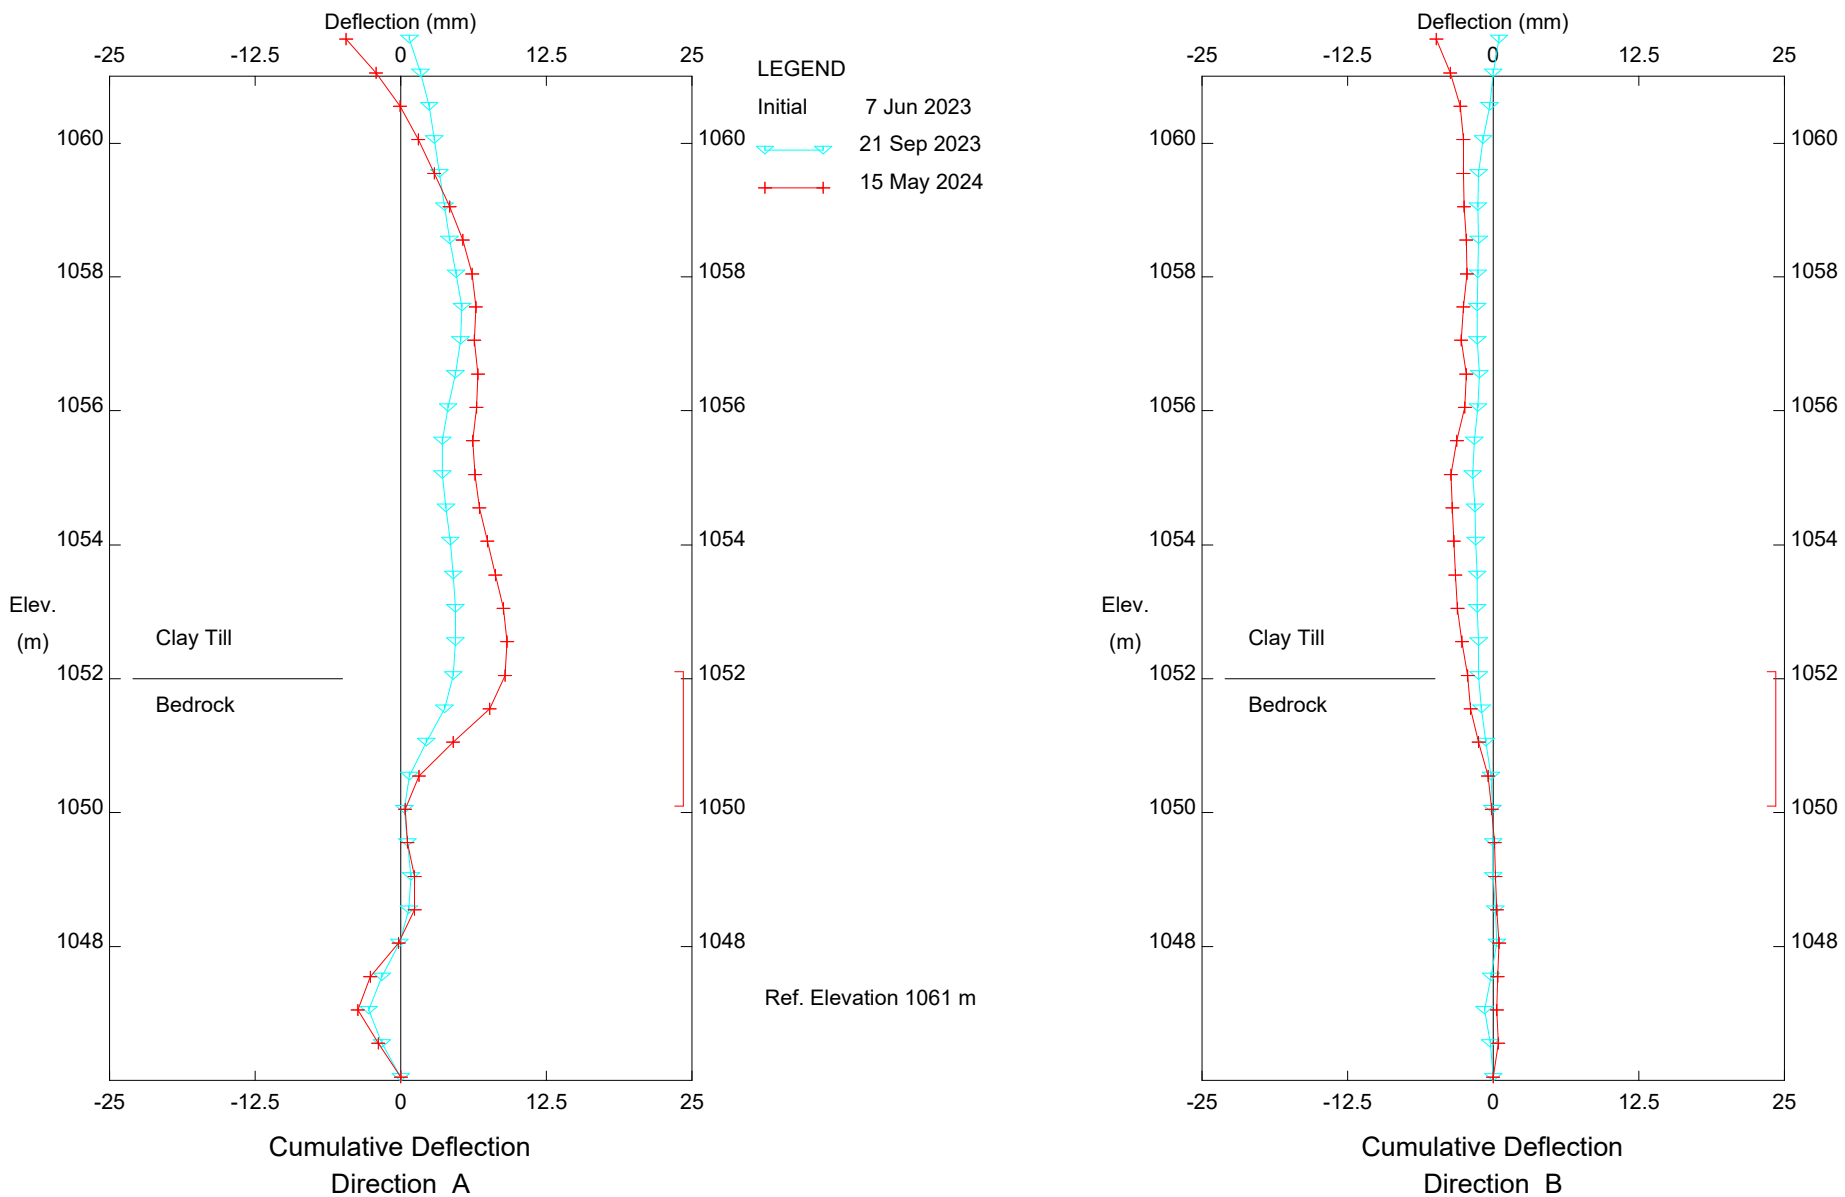 Deflection (mm)
-25 -12.5 0 12.5 25
LEGEND
Initial 7 Jun 2023
21 Sep 2023
15 May 2024
1060 1060
1058 1058
1056 1056
1054 1054
Elev.
(m)
Clay Till
1052 1052
Bedrock
1050 1050
1048 1048
Ref. Elevation 1061 m
-25 -12.5 0 12.5 25
Cumulative Deflection
Direction A
Deflection (mm)
-25 -12.5 0 12.5 25
1060 1060
1058 1058
1056 1056
1054 1054
Elev.
(m)
Clay Till
1052 1052
Bedrock
1050 1050
1048 1048
-25 -12.5 0 12.5 25
Cumulative Deflection
Direction B